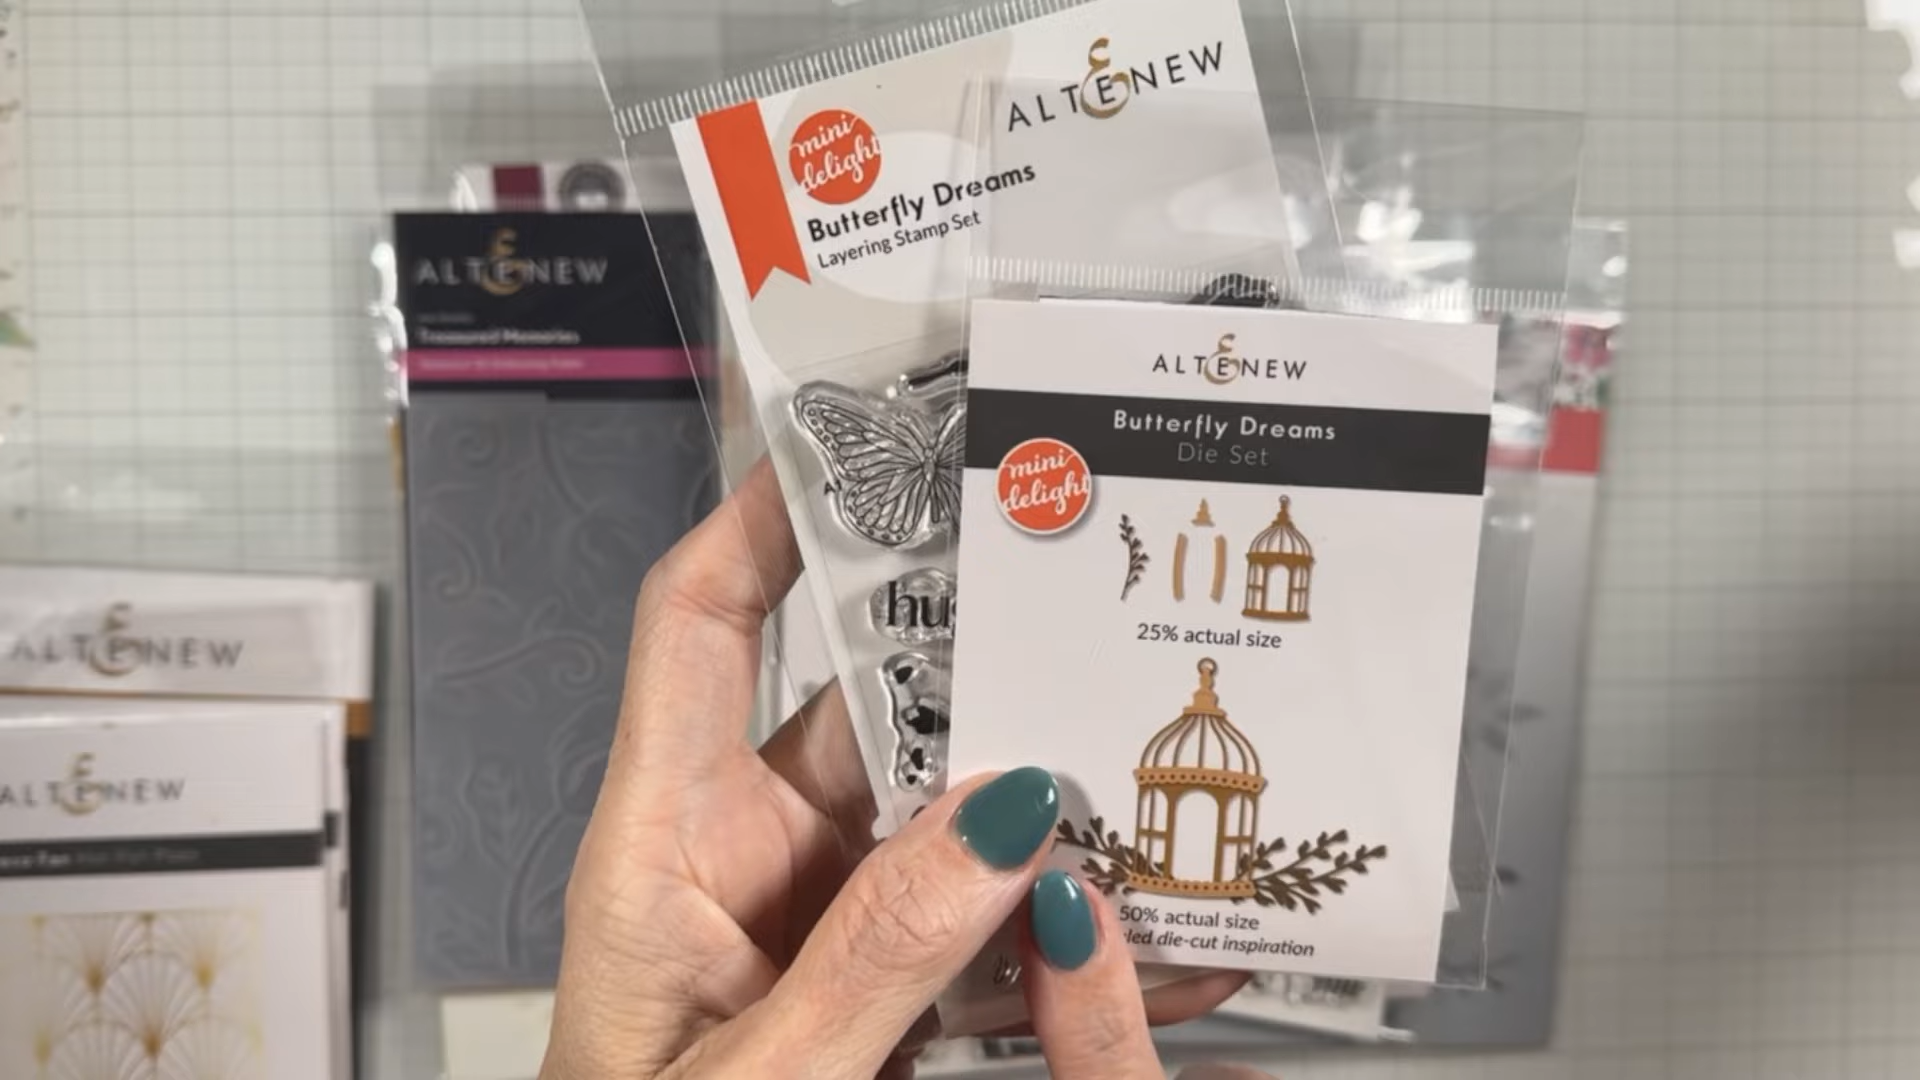 ALTENEW
mini
delight
Butterfly Dreams
Layering Stamp Set
ALTENEW
Treasured Memories
ALTENEW
Butterfly Dreams
Die Set
mini
delight
hu
25% actual size
50% actual size
die-cut inspiration
ALTENEW
ALTENEW